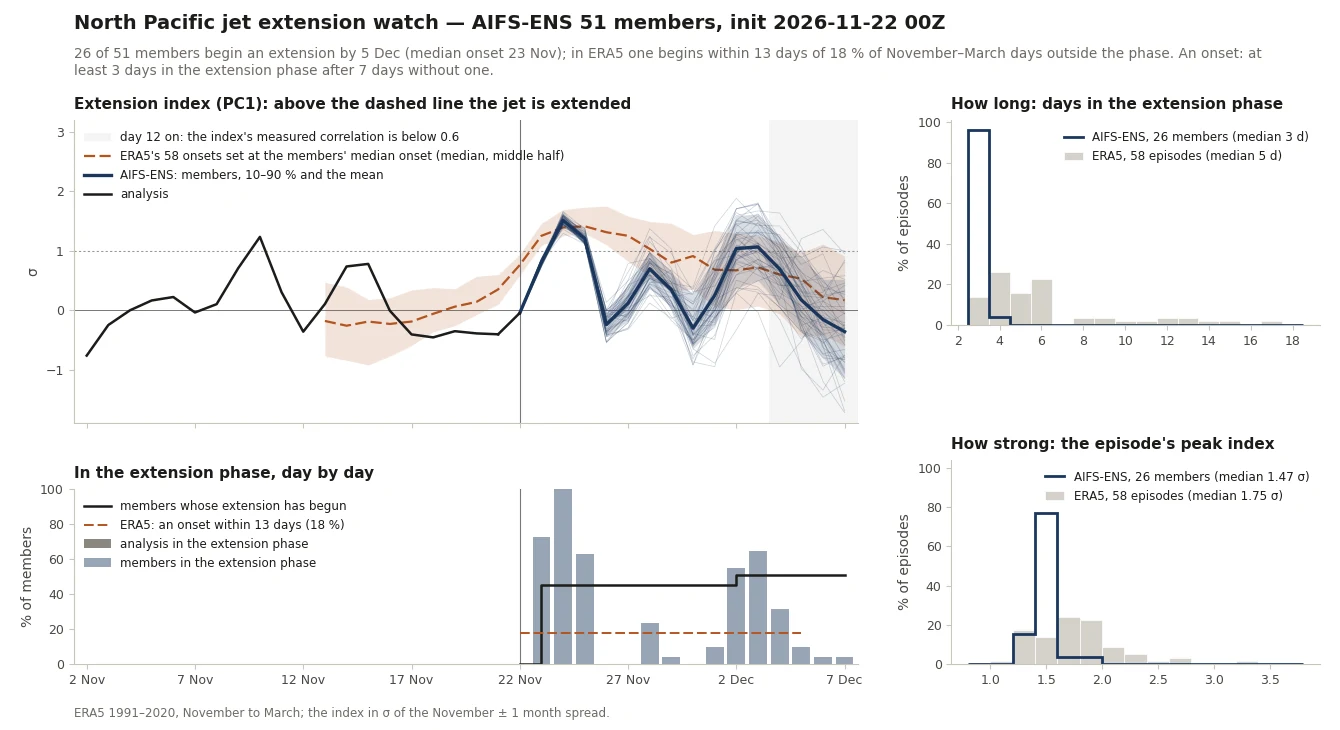 North Pacific jet extension watch — AIFS-ENS 51 members, init 2026-11-22 00Z
26 of 51 members begin an extension by 5 Dec (median onset 23 Nov); in ERA5 one begins within 13 days of 18 % of November–March days outside the phase. An onset: at
least 3 days in the extension phase after 7 days without one.
Extension index (PC1): above the dashed line the jet is extended
day 12 on: the index's measured correlation is below 0.6
ERA5's 58 onsets set at the members' median onset (median, middle half)
AIFS-ENS: members, 10–90 % and the mean
analysis
σ
3
2
1
0
−1
How long: days in the extension phase
AIFS-ENS, 26 members (median 3 d)
ERA5, 58 episodes (median 5 d)
% of episodes
100
80
60
40
20
0
2 4 6 8 10 12 14 16 18
In the extension phase, day by day
members whose extension has begun
ERA5: an onset within 13 days (18 %)
analysis in the extension phase
members in the extension phase
% of members
100
80
60
40
20
0
2 Nov 7 Nov 12 Nov 17 Nov 22 Nov 27 Nov 2 Dec 7 Dec
How strong: the episode's peak index
AIFS-ENS, 26 members (median 1.47 σ)
ERA5, 58 episodes (median 1.75 σ)
% of episodes
100
80
60
40
20
0
1.0 1.5 2.0 2.5 3.0 3.5
ERA5 1991–2020, November to March; the index in σ of the November ± 1 month spread.